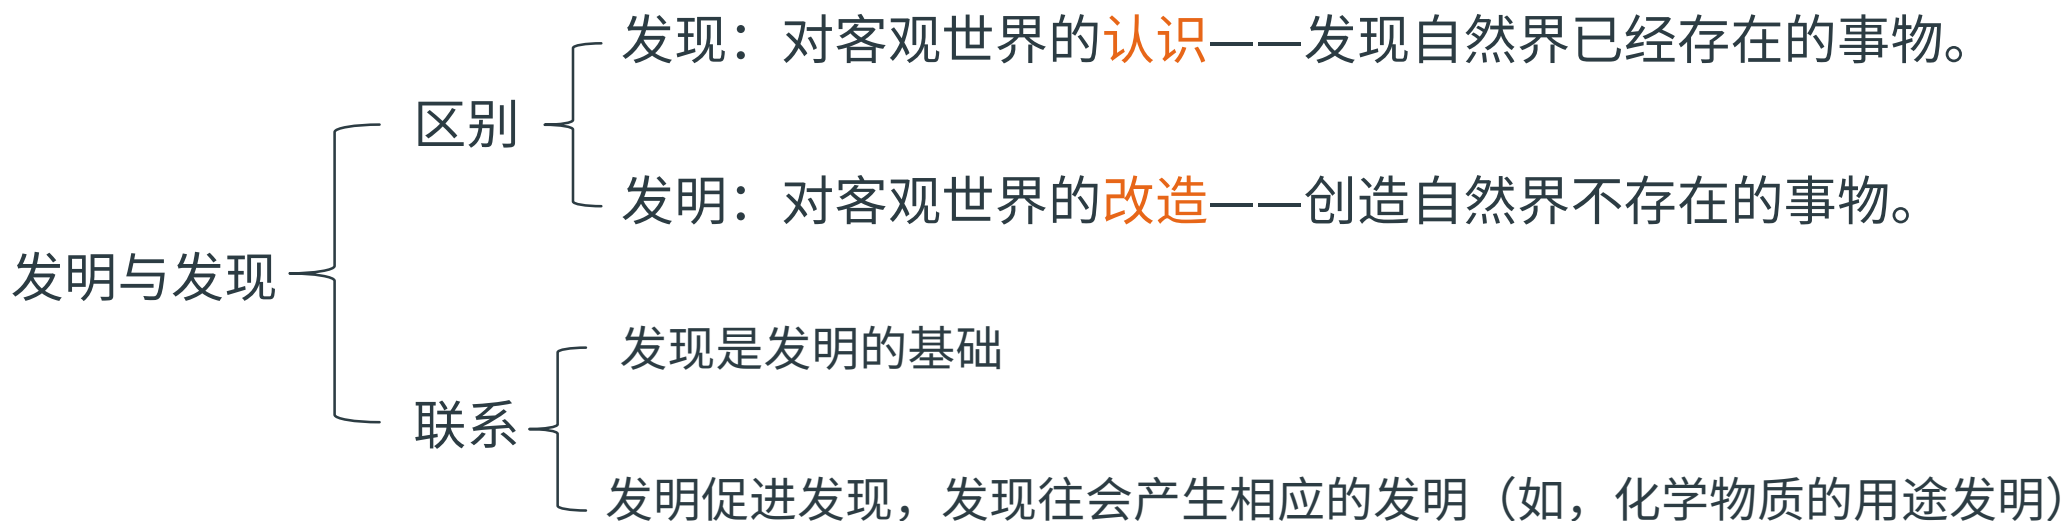 发现：对客观世界的认识——发现自然界已经存在的事物。
区别
发明：对客观世界的改造——创造自然界不存在的事物。
发明与发现
发现是发明的基础
联系
发明促进发现，发现往会产生相应的发明（如，化学物质的用途发明）